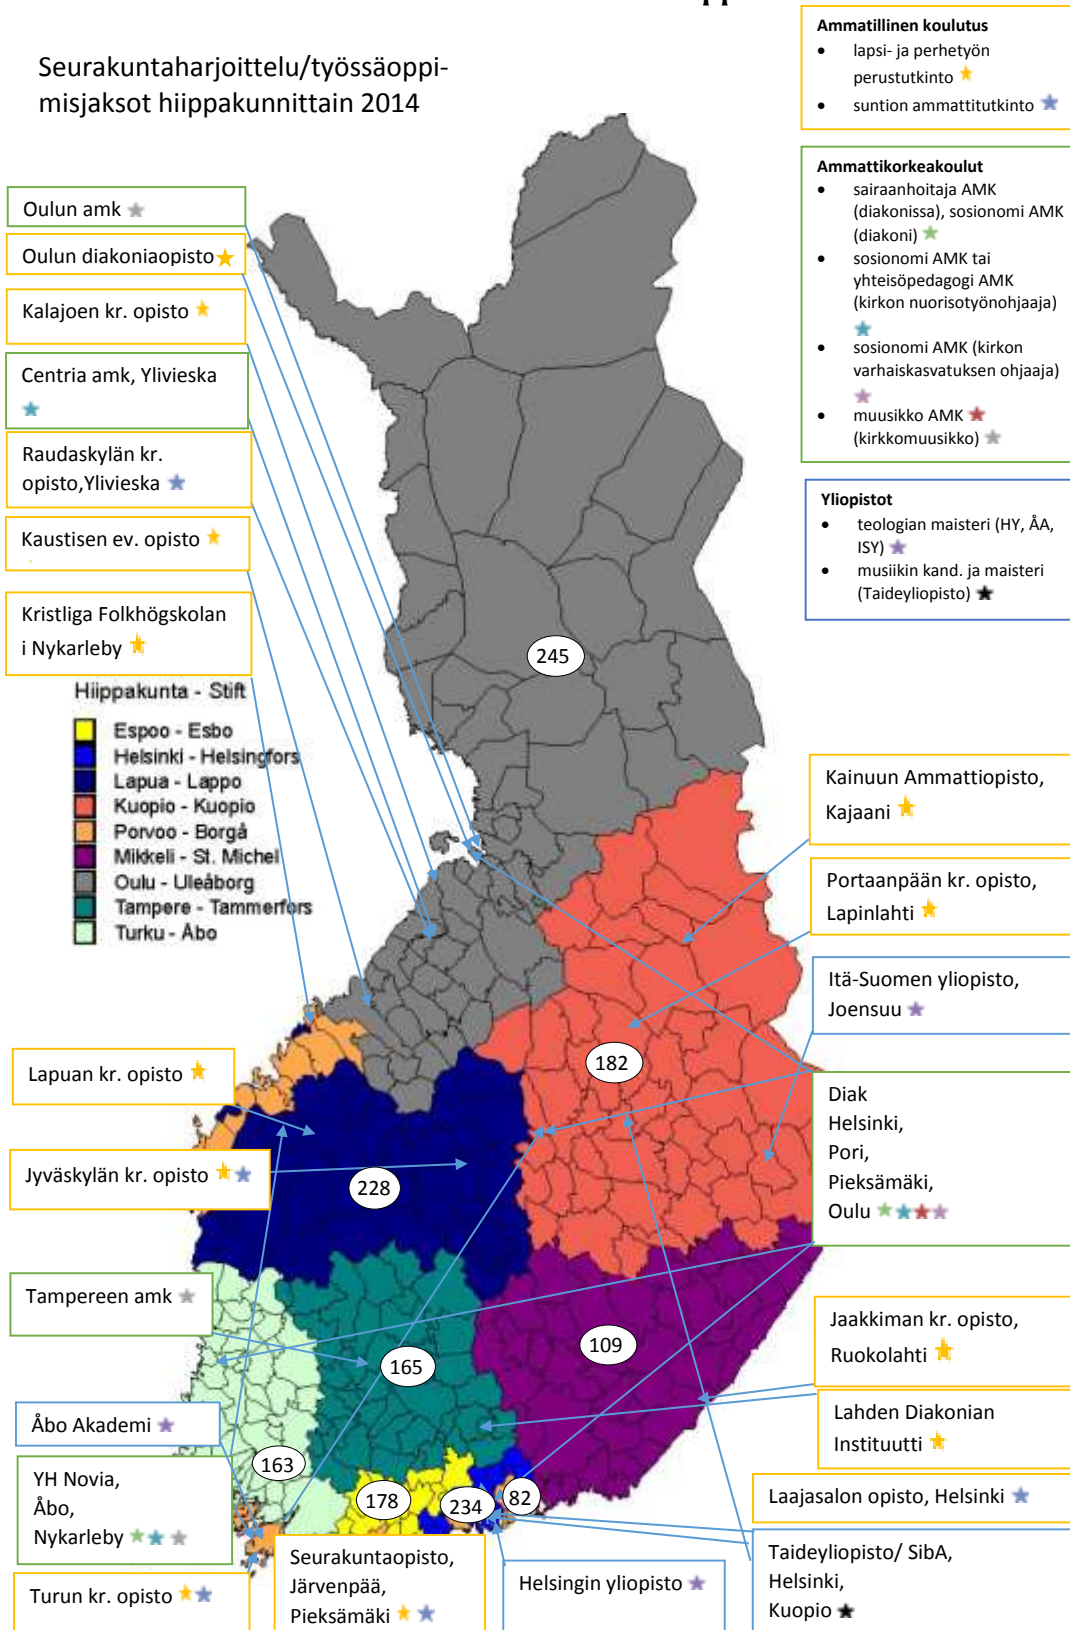 Seurakuntaharjoittelu/työssäoppi-
misjaksot hiippakunnittain 2014
Ammatillinen koulutus
• lapsi- ja perhetyön
perustutkinto
• suntion ammattitutkinto
Ammattikorkeakoulut
• sairaanhoitaja AMK
(diakonissa), sosionomi AMK
(diakoni)
• sosionomi AMK tai
yhteisöpedagogi AMK
(kirkon nuorisotyönohjaaja)
• sosionomi AMK (kirkon
varhaiskasvatuksen ohjaaja)
• muusikko AMK
(kirkkomuusikko)
Yliopistot
• teologian maisteri (HY, ÅA,
ISY)
• musiikin kand. ja maisteri
(Taideyliopisto)
Oulun amk
Oulun diakoniaopisto
Kalajoen kr. opisto
Centria amk, Ylivieska
Raudaskylän kr.
opisto,Ylivieska
Kaustisen ev. opisto
Kristliga Folkhögskolan
i Nykarleby
Hiippakunta - Stift
Espoo - Esbo
Helsinki - Helsingfors
Lapua - Lappo
Kuopio - Kuopio
Porvoo - Borgå
Mikkeli - St. Michel
Oulu - Uleåborg
Tampere - Tammerfors
Turku - Åbo
245
Kainuun Ammattiopisto,
Kajaani
Portaanpään kr. opisto,
Lapinlahti
Itä-Suomen yliopisto,
Joensuu
182
Lapuan kr. opisto
Diak
Helsinki,
Pori,
Pieksämäki,
Oulu
Jyväskylän kr. opisto
228
Tampereen amk
109
165
Jaakkiman kr. opisto,
Ruokolahti
Åbo Akademi
Lahden Diakonian
Instituutti
163
YH Novia,
Åbo,
Nykarleby
178
234
82
Laajasalon opisto, Helsinki
Turun kr. opisto
Seurakuntaopisto,
Järvenpää,
Pieksämäki
Helsingin yliopisto
Taideyliopisto/ SibA,
Helsinki,
Kuopio